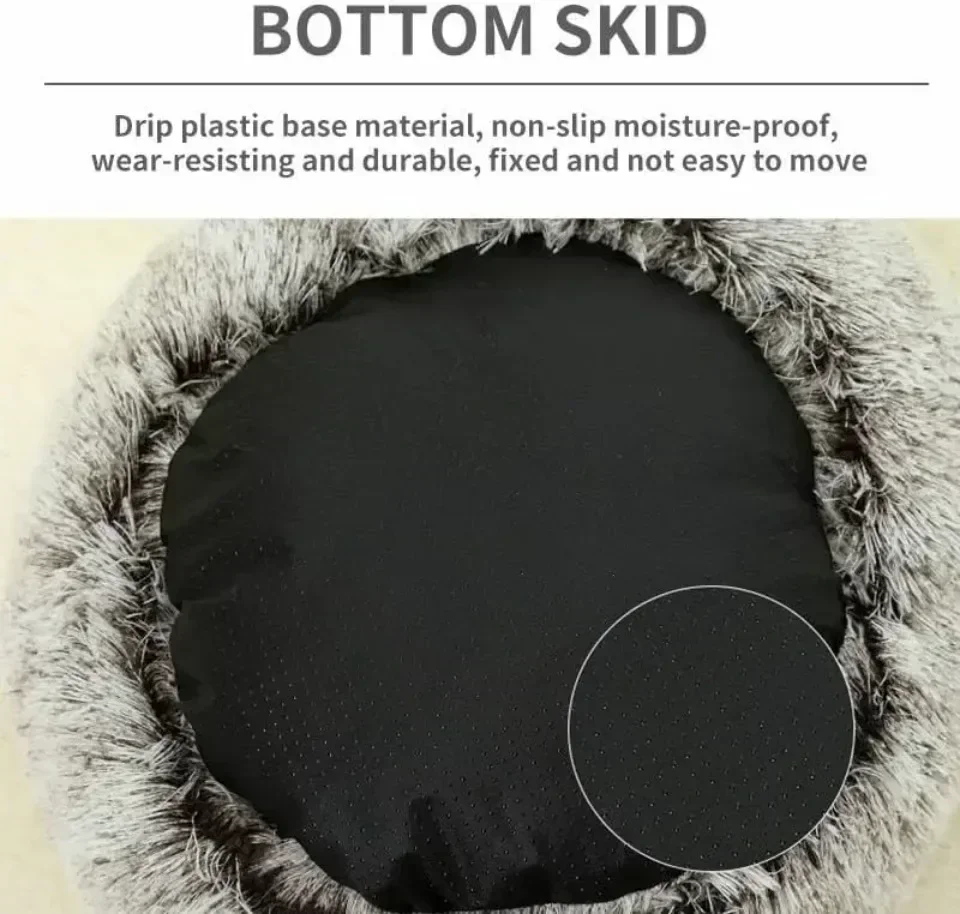 BOTTOM SKID
Drip plastic base material, non-slip moisture-proof,
wear-resisting and durable, fixed and not easy to move